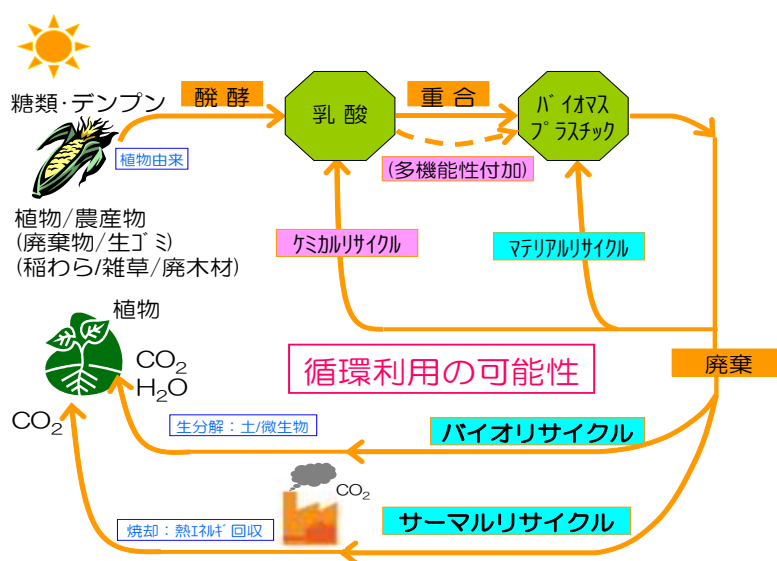 糖類･デンプン
醗 酵
乳 酸
重 合
ﾊﾞｲｵﾏｽ
ﾌﾟﾗｽﾁｯｸ
植物由来
(多機能性付加)
植物/農産物
(廃棄物/生ｺﾞﾐ)
(稲わら/雑草/廃木材)
ｹﾐｶﾙﾘｻｲｸﾙ
ﾏﾃﾘｱﾙﾘｻｲｸﾙ
植物
CO₂
H₂O
循環利用の可能性
廃棄
CO₂
生分解：土/微生物
バイオリサイクル
CO₂
焼却：熱ｴﾈﾙｷﾞ回収
サーマルリサイクル